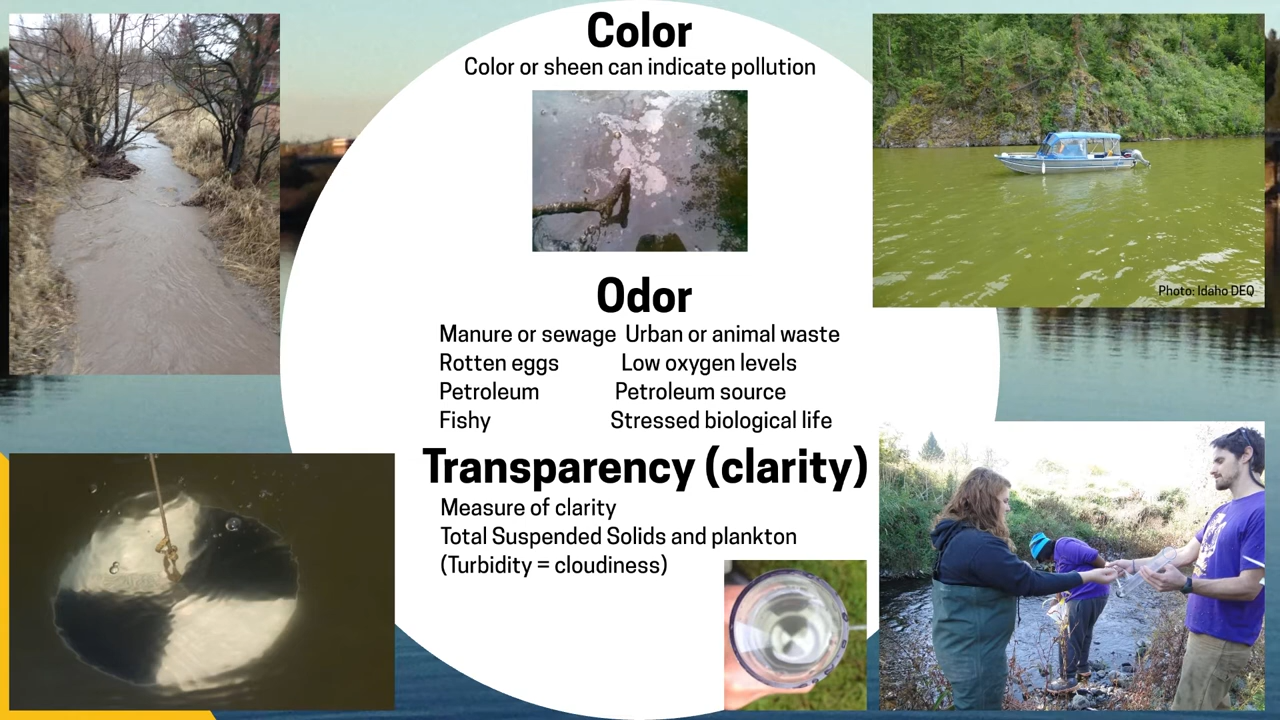 Color
Color or sheen can indicate pollution
Photo: Idaho DEQ
Odor
Manure or sewage Urban or animal waste
Rotten eggs Low oxygen levels
Petroleum Petroleum source
Fishy Stressed biological life
Transparency (clarity)
Measure of clarity
Total Suspended Solids and plankton
(Turbidity = cloudiness)